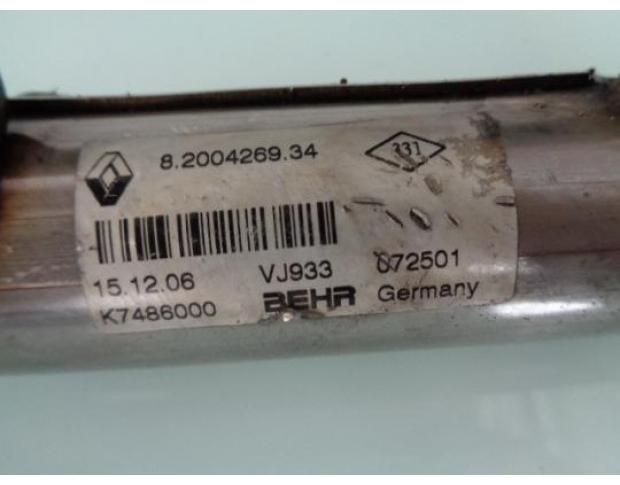 8.2004269.34 331
15.12.06 VJ933 072501
K7486000 BEHR Germany